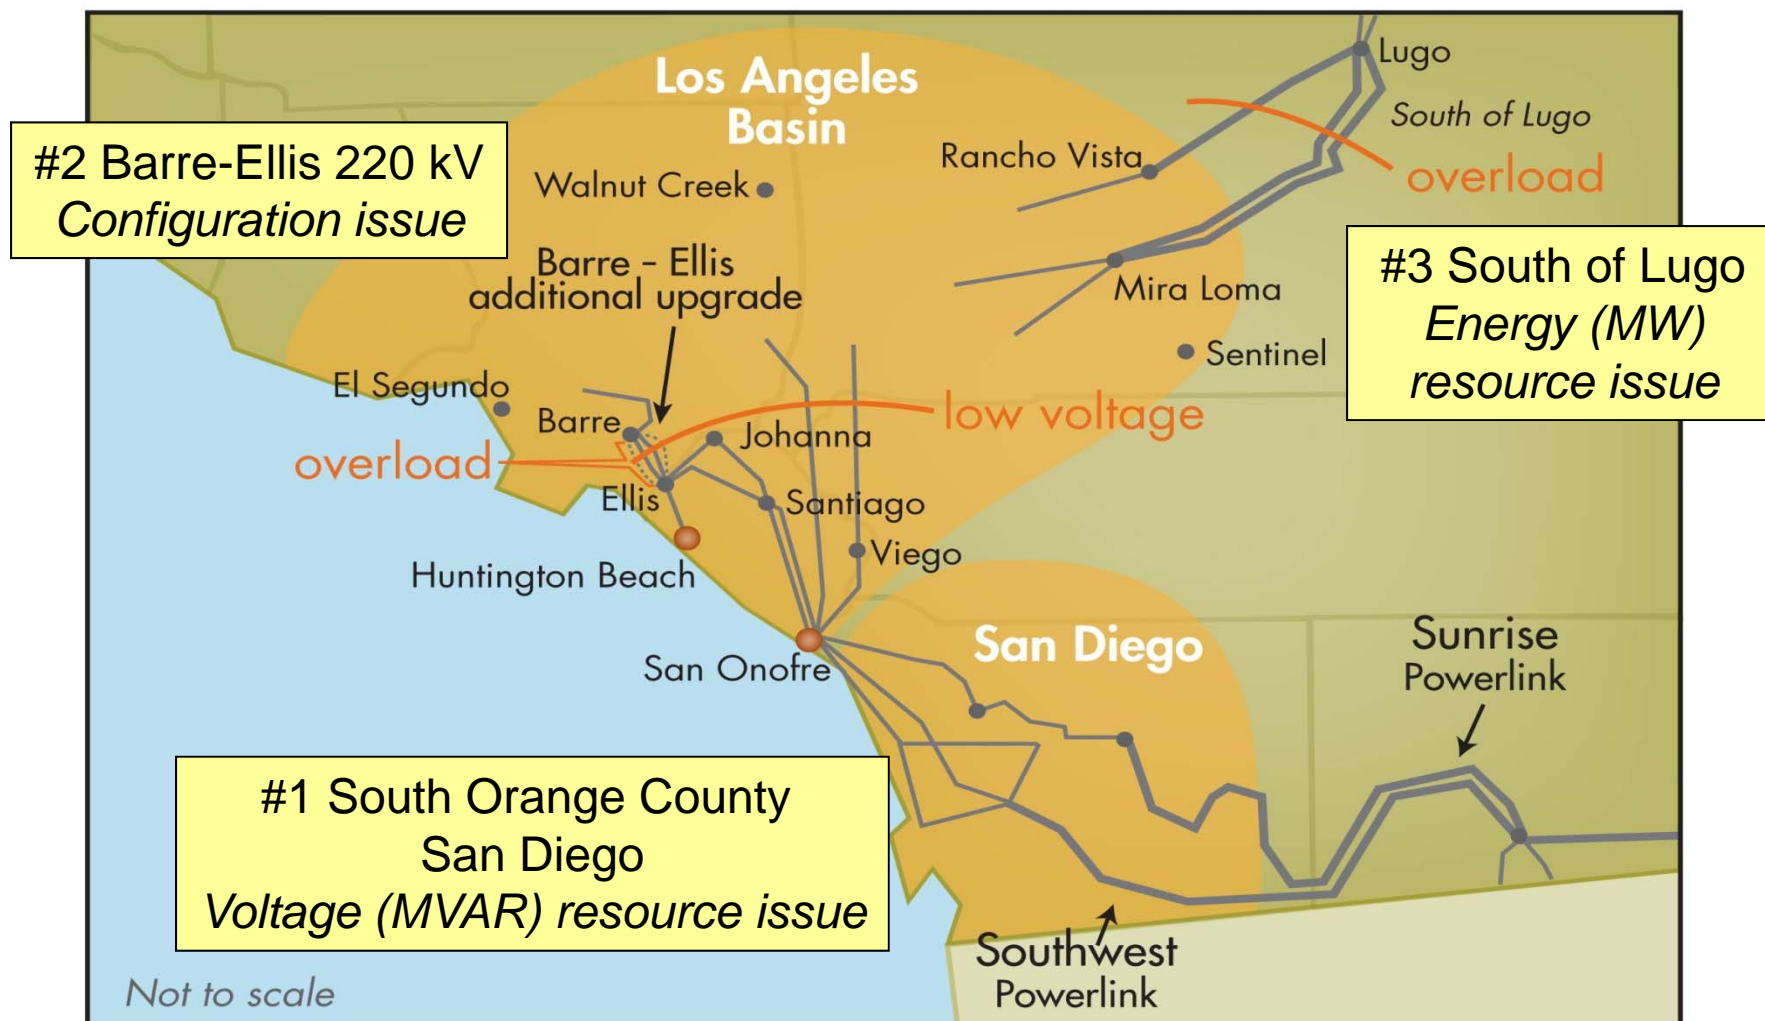 Los Angeles
Basin
Lugo
South of Lugo
overload
Rancho Vista
#2 Barre-Ellis 220 kV
Configuration issue
Walnut Creek
Barre – Ellis
additional upgrade
Mira Loma
#3 South of Lugo
Energy (MW)
resource issue
Sentinel
El Segundo
Barre
Johanna
low voltage
overload
Ellis
Santiago
Viego
Huntington Beach
San Onofre
San Diego
Sunrise
Powerlink
#1 South Orange County
San Diego
Voltage (MVAR) resource issue
Southwest
Powerlink
Not to scale